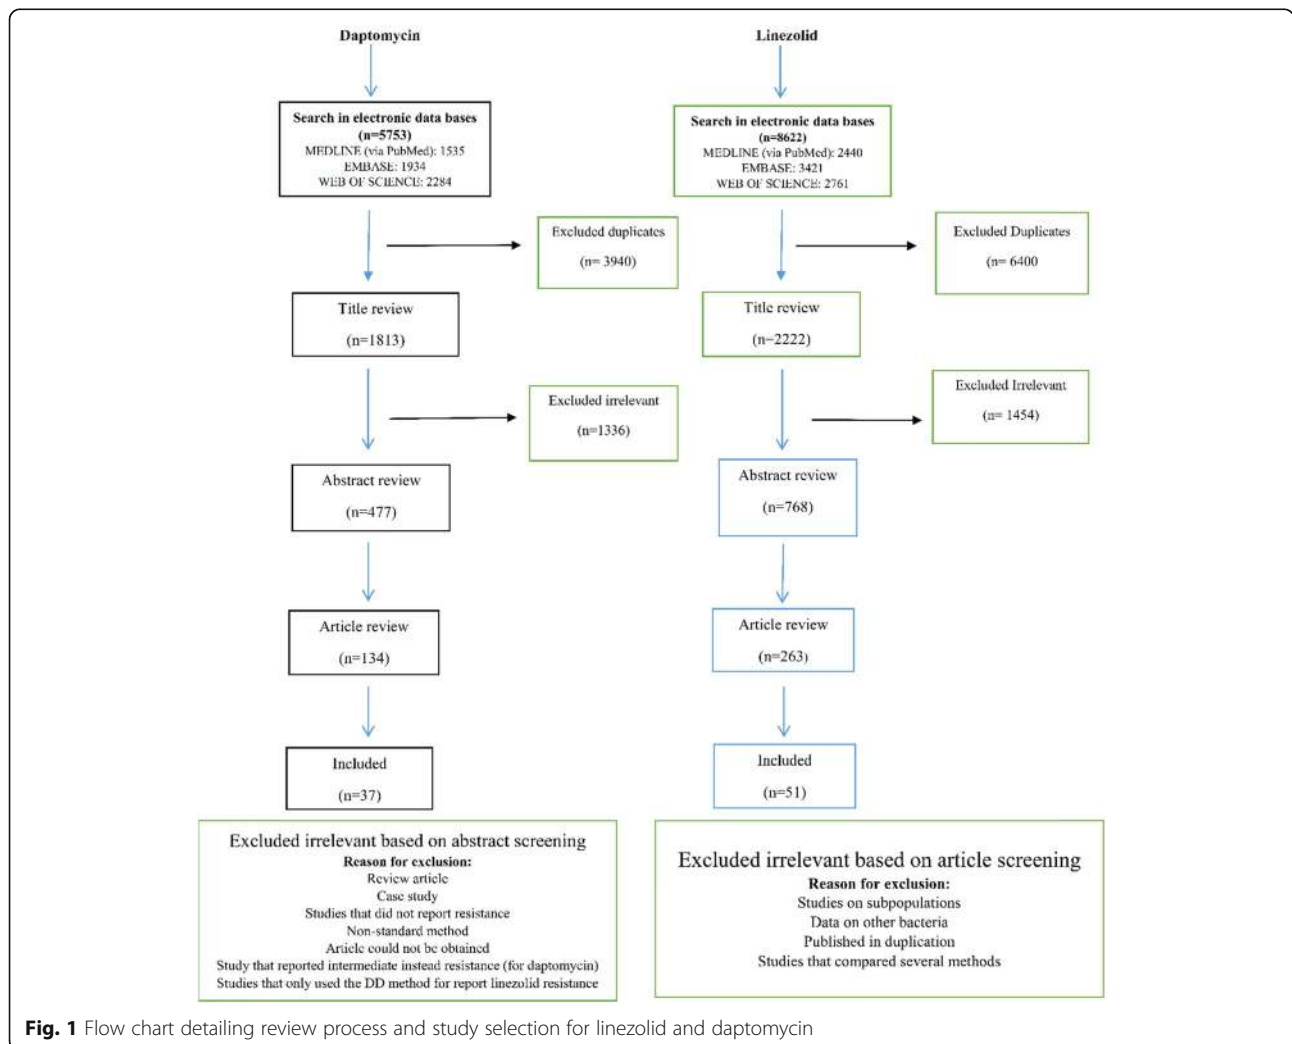 Daptomycin
Search in electronic data bases
(n=5753)
MEDLINE (via PubMed): 1535
EMBASE: 1934
WEB OF SCIENCE: 2284
Excluded duplicates
(n= 3940)
Title review
(n=1813)
Excluded irrelevant
(n=1336)
Abstract review
(n=477)
Article review
(n=134)
Included
(n=37)
Excluded irrelevant based on abstract screening
Reason for exclusion:
Review article
Case study
Studies that did not report resistance
Non-standard method
Article could not be obtained
Study that reported intermediate instead resistance (for daptomycin)
Studies that only used the DD method for report linezolid resistance
Linezolid
Search in electronic data bases
(n=8622)
MEDLINE (via PubMed): 2440
EMBASE: 3421
WEB OF SCIENCE: 2761
Excluded Duplicates
(n= 6400
Title review
(n=2222)
Excluded Irrelevant
(n= 1454)
Abstract review
(n=768)
Article review
(n=263)
Included
(n=51)
Excluded irrelevant based on article screening
Reason for exclusion:
Studies on subpopulations
Data on other bacteria
Published in duplication
Studies that compared several methods
Fig. 1 Flow chart detailing review process and study selection for linezolid and daptomycin